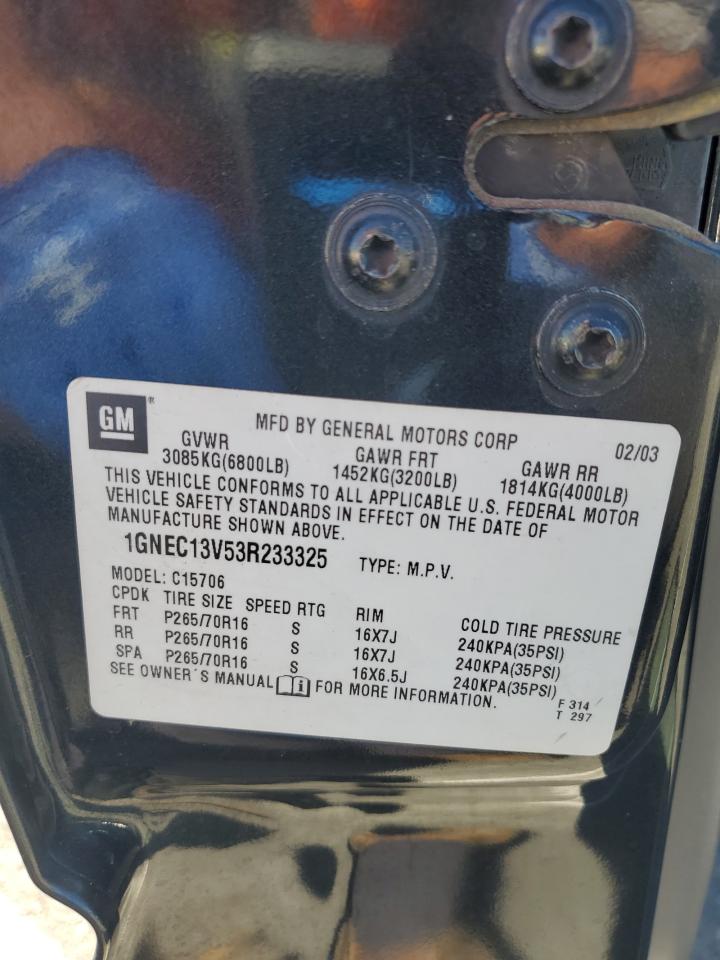 GM
®
MFD BY GENERAL MOTORS CORP 02/03
GVWR GAWR FRT GAWR RR
3085KG(6800LB) 1452KG(3200LB) 1814KG(4000LB)
THIS VEHICLE CONFORMS TO ALL APPLICABLE U.S. FEDERAL MOTOR
VEHICLE SAFETY STANDARDS IN EFFECT ON THE DATE OF
MANUFACTURE SHOWN ABOVE.
1GNEC13V53R233325 TYPE: M.P.V.
MODEL: C15706
CPDK TIRE SIZE SPEED RTG RIM COLD TIRE PRESSURE
FRT P265/70R16 S 16X7J 240KPA(35PSI)
RR P265/70R16 S 16X7J 240KPA(35PSI)
SPA P265/70R16 S 16X6.5J 240KPA(35PSI)
SEE OWNER´S MANUAL i FOR MORE INFORMATION.
F 314
T 297